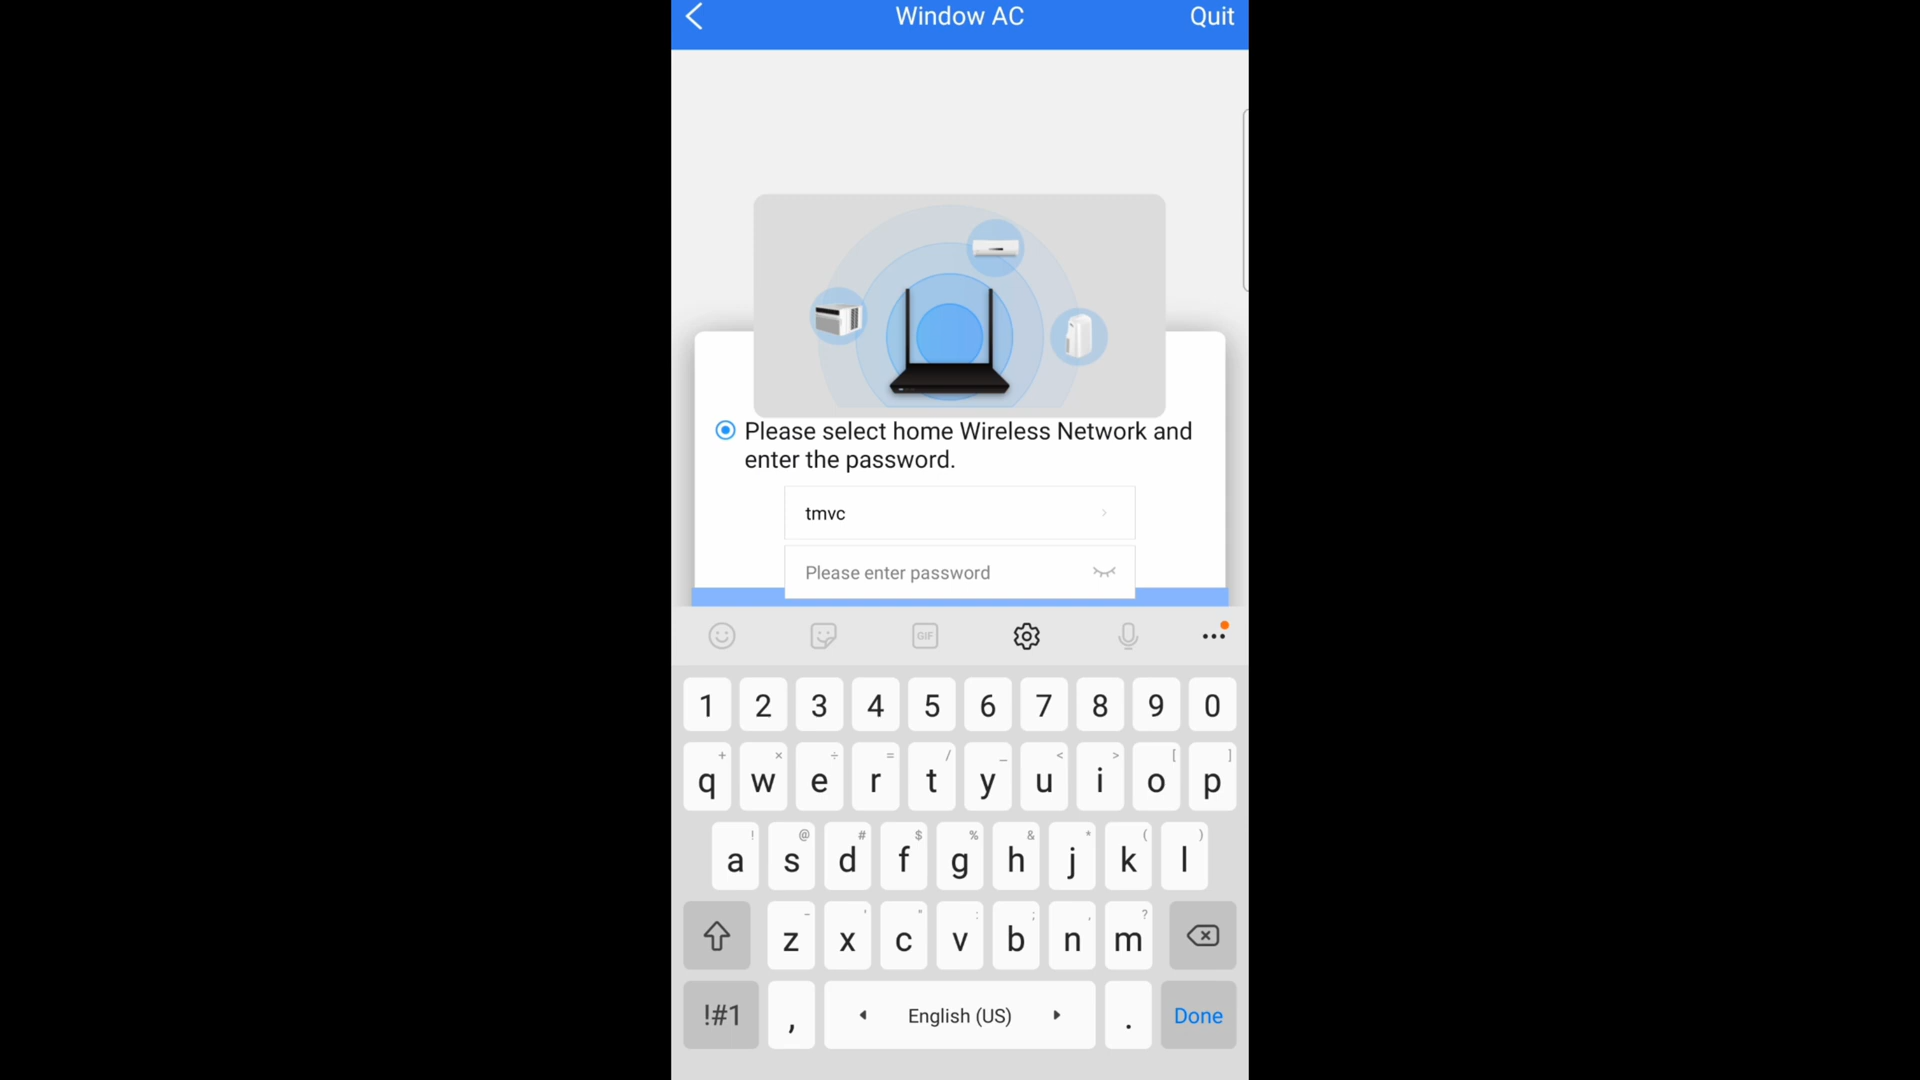 Window AC
Quit
Please select home Wireless Network and
enter the password.
tmvc
Please enter password
GIF
1 2 3 4 5 6 7 8 9 0
+ × ÷ = / _ < > [ ]
q w e r t y u i o p
! @ # $ % & * ( )
a s d f g h j k l
- ' " : ; , ?
z x c v b n m
!#1 , English (US) . Done